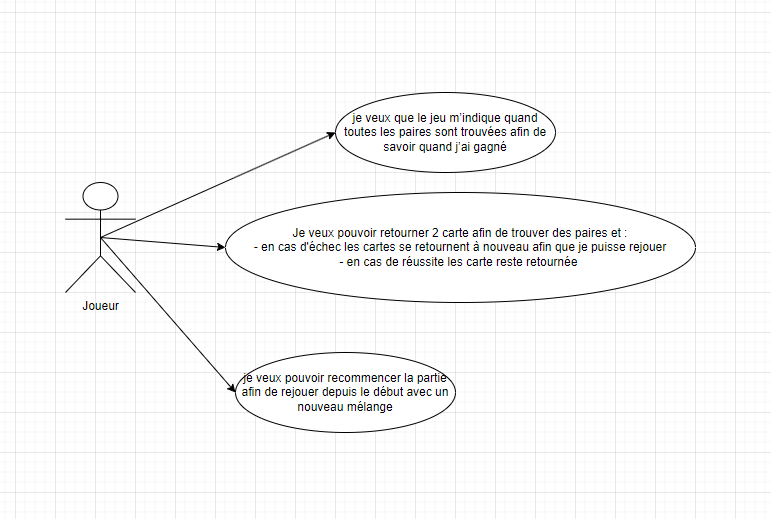 je veux que le jeu m'indique quand
toutes les paires sont trouvées afin de
savoir quand j'ai gagné
Je veux pouvoir retourner 2 carte afin de trouver des paires et :
- en cas d'échec les cartes se retournent à nouveau afin que je puisse rejouer
- en cas de réussite les carte reste retournée
Joueur
je veux pouvoir recommencer la partie
afin de rejouer depuis le début avec un
nouveau mélange